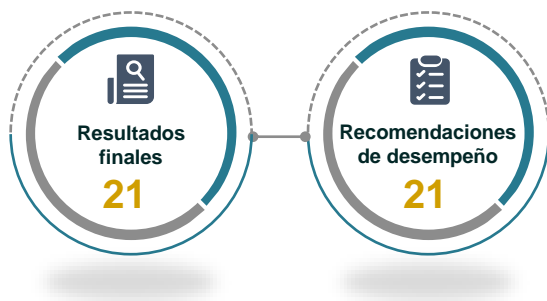 Resultados
finales
21
Recomendaciones
de desempeño
21